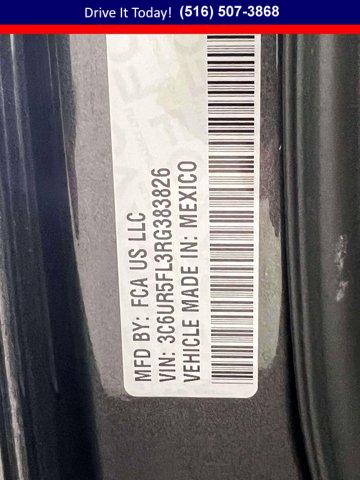 Drive It Today! (516) 507-3868
MFD BY: FCA US LLC
VIN: 3C6UR5FL3RG383826
VEHICLE MADE IN: MEXICO